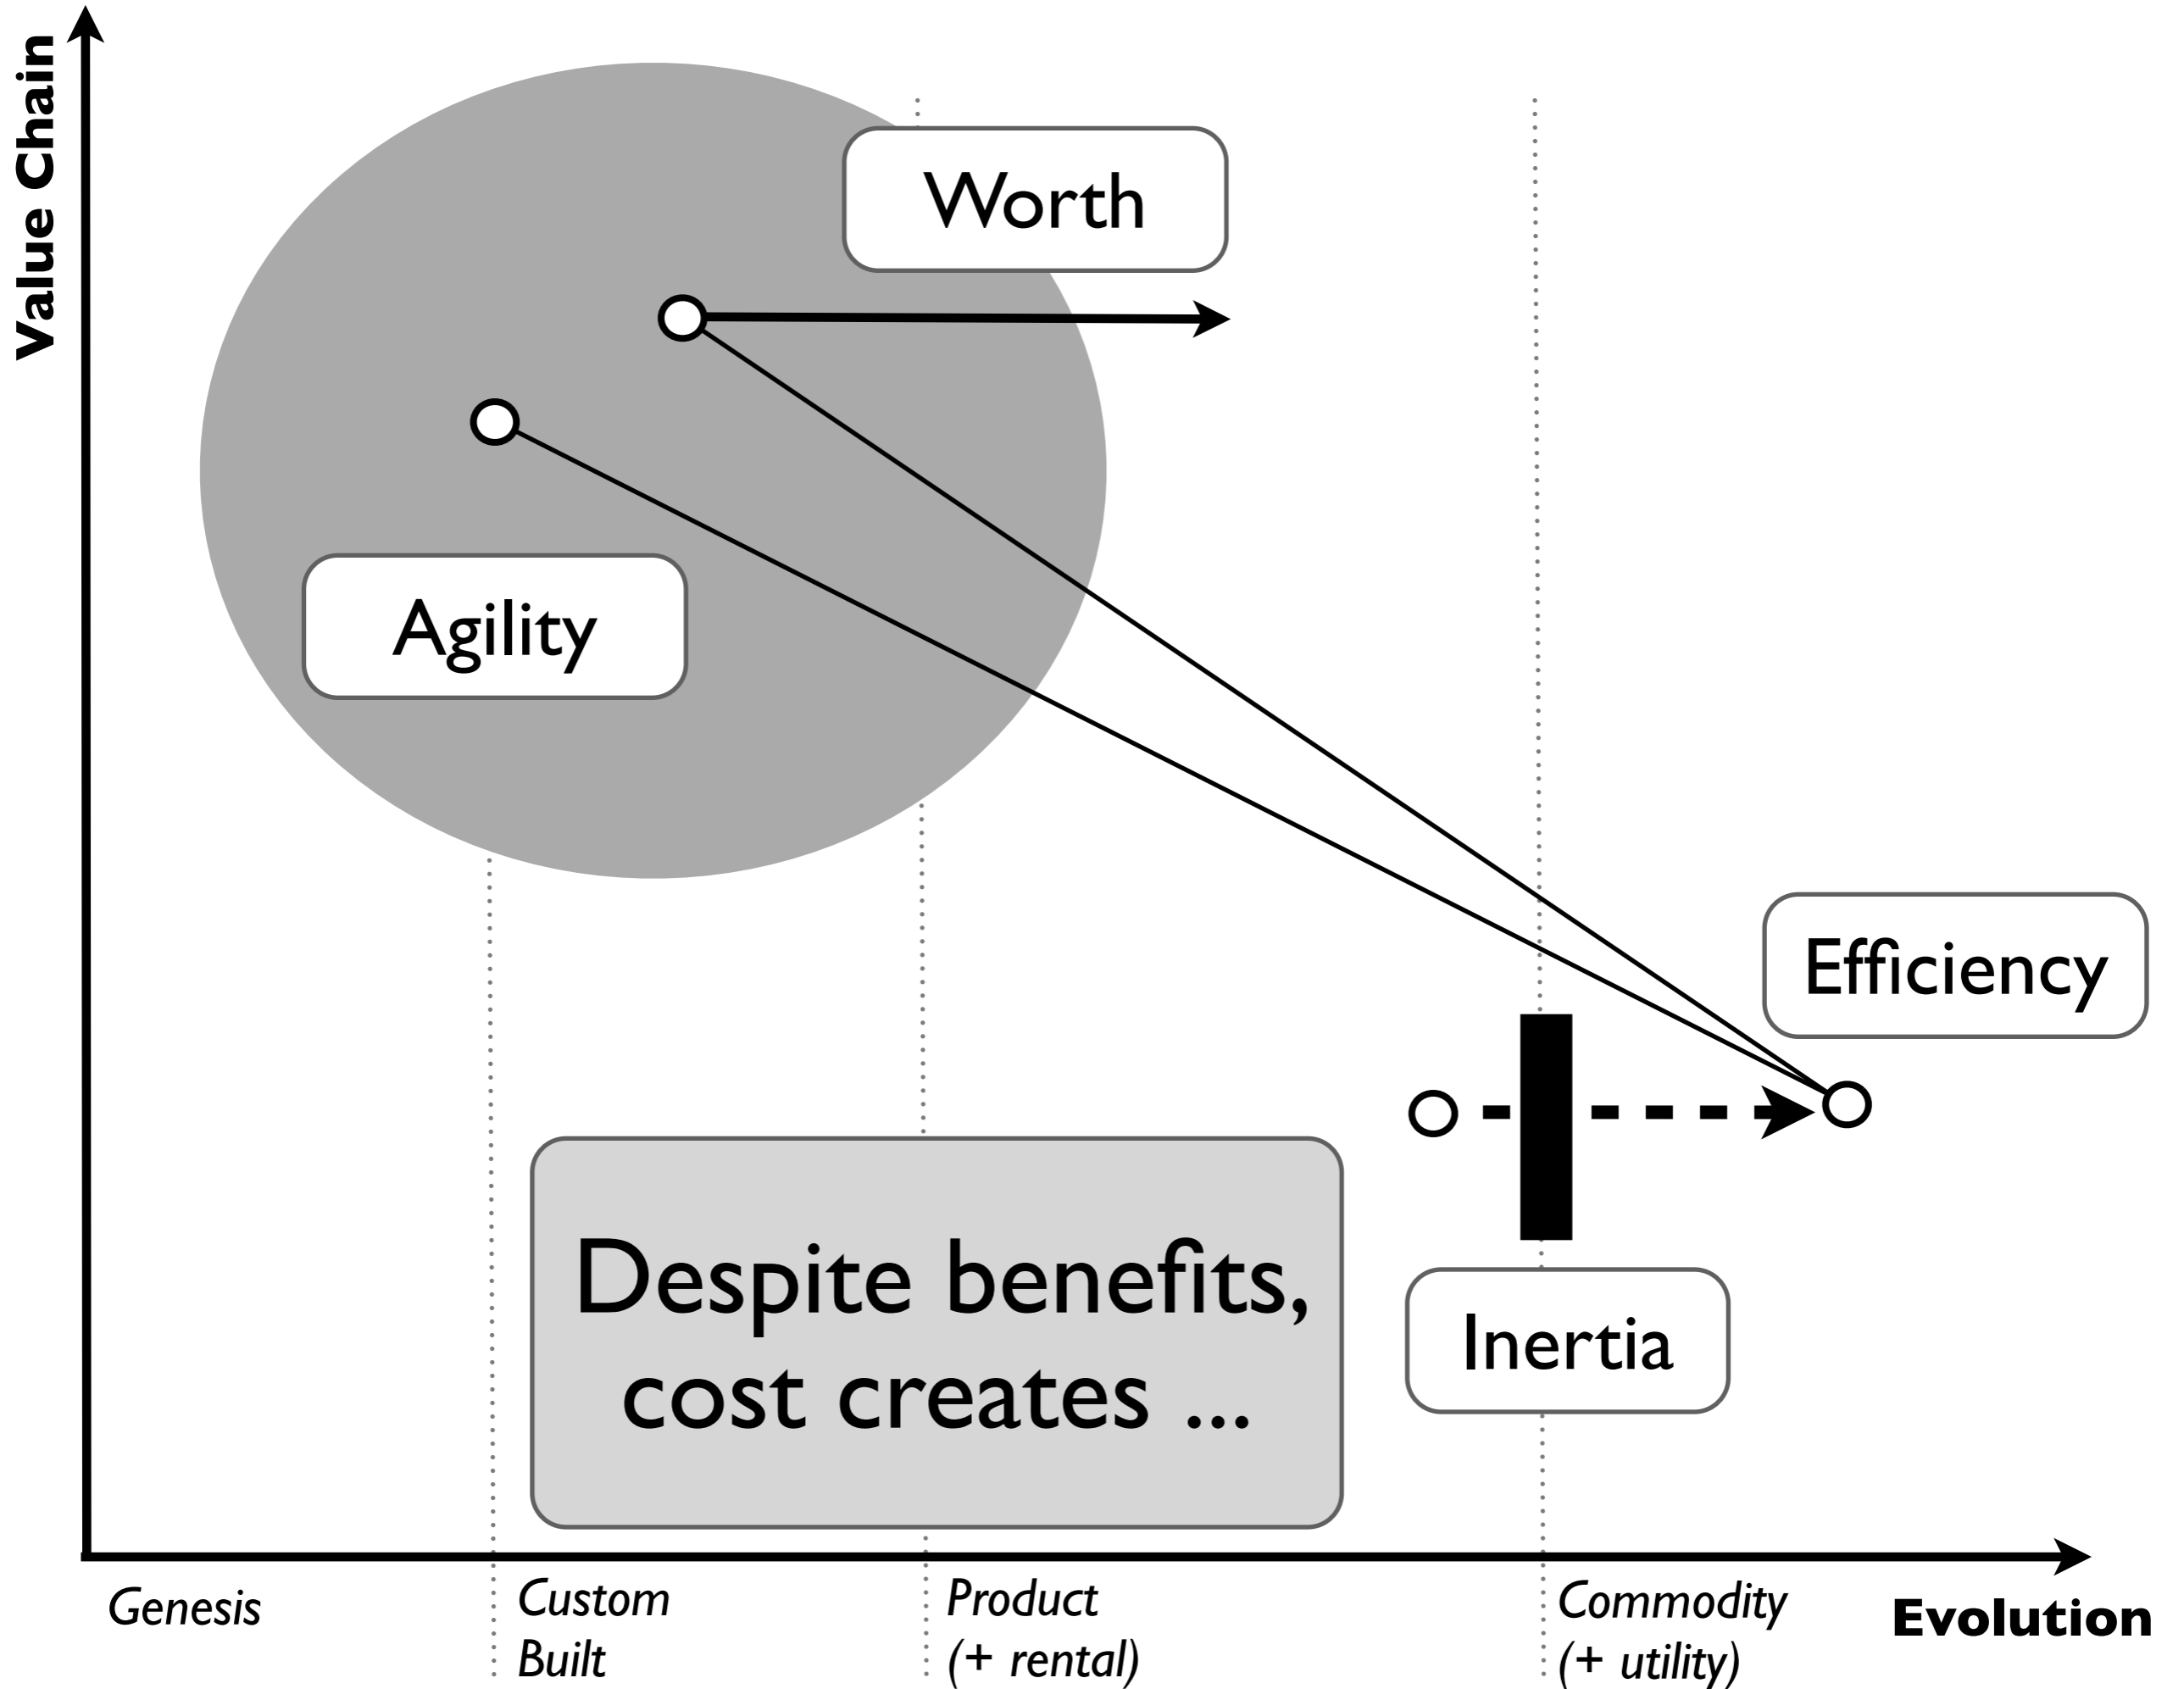 Value Chain
Worth
Agility
Efficiency
Despite benefits,
cost creates ...
Inertia
Genesis
Custom
Built
Product
(+ rental)
Commodity
(+ utility)
Evolution